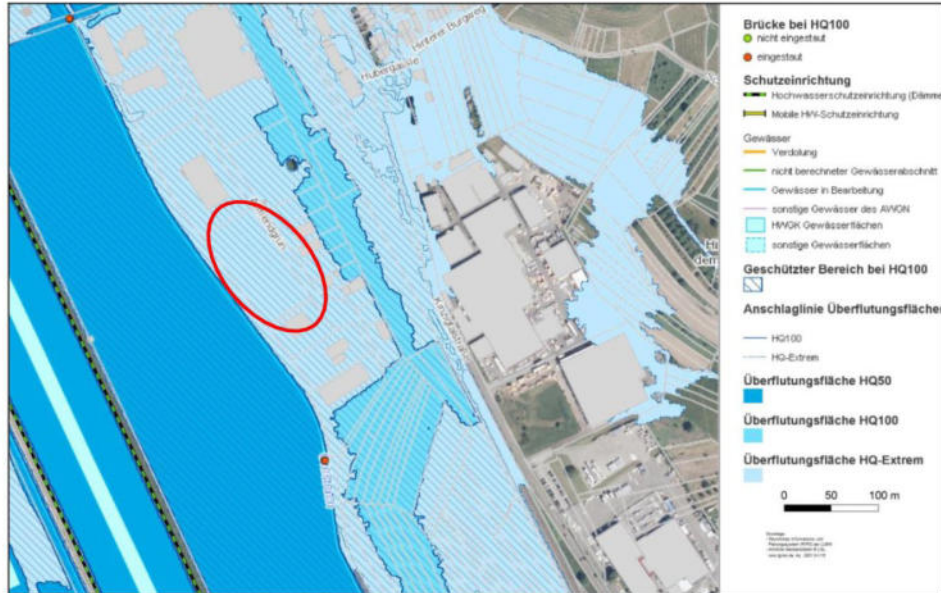 Hinterer Burgweg
Hubergasse
Kinzigtalstraße
Brücke bei HQ100
nicht eingestaut
eingestaut
Schutzeinrichtung
Hochwasserschutzeinrichtung (Dämme
Mobile HW-Schutzeinrichtung
Gewässer
Verdolung
nicht berechneter Gewässerabschnitt
Gewässer in Bearbeitung
sonstige Gewässer des AWGN
HWGK Gewässerflächen
sonstige Gewässerflächen
Geschützter Bereich bei HQ100
Anschlaglinie Überflutungsflächen
HQ100
HQ-Extrem
Überflutungsfläche HQ50
Überflutungsfläche HQ100
Überflutungsfläche HQ-Extrem
0 50 100 m